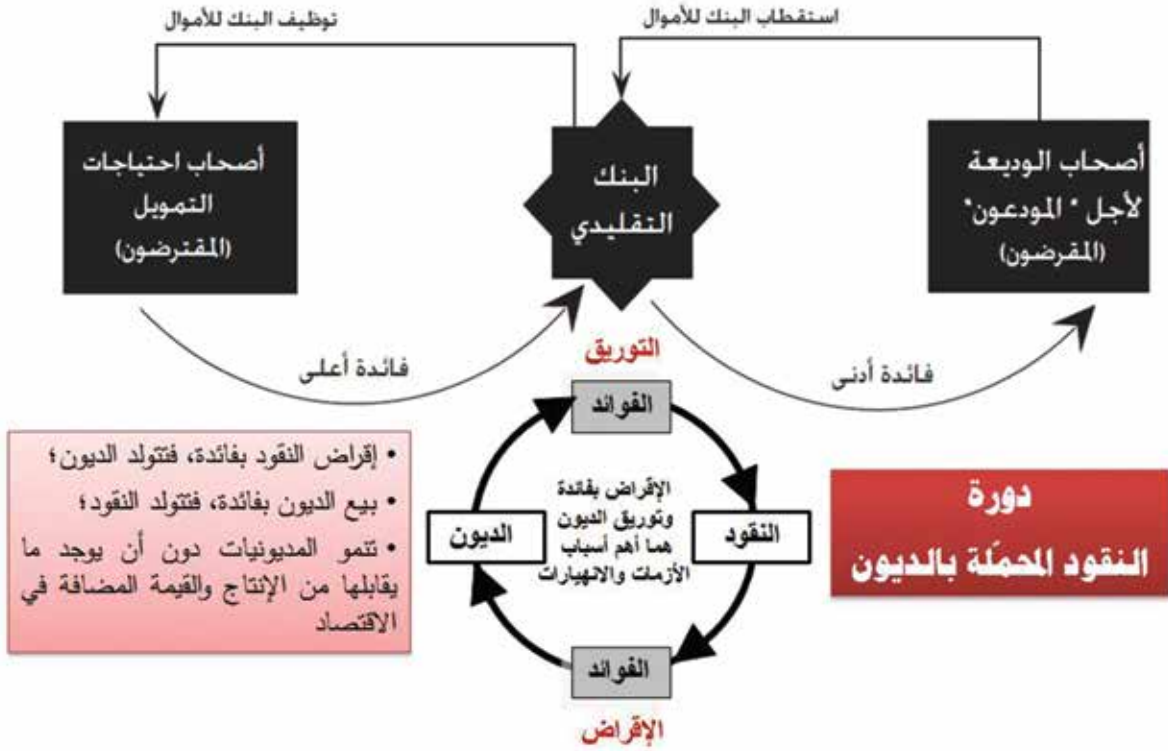 استقطاب البنك للأموال
توظيف البنك للأموال
أصحاب الوديعة
لأجل "المودعون"
(المقرضون)
البنك
التقليدي
أصحاب احتياجات
التمويل
(المقترضون)
فائدة أدنى
فائدة أعلى
التوريق
الفوائد
دورة
النقود المحمّلة بالديون
النقود
الإقراض بفائدة
وتوريق الديون
هما أهم أسباب
الأزمات والانهيارات
الديون
الفوائد
الإقراض
• إقراض النقود بفائدة، فتتولد الديون؛
• بيع الديون بفائدة، فتتولد النقود؛
• تنمو المديونيات دون أن يوجد ما
يقابلها من الإنتاج والقيمة المضافة في
الاقتصاد